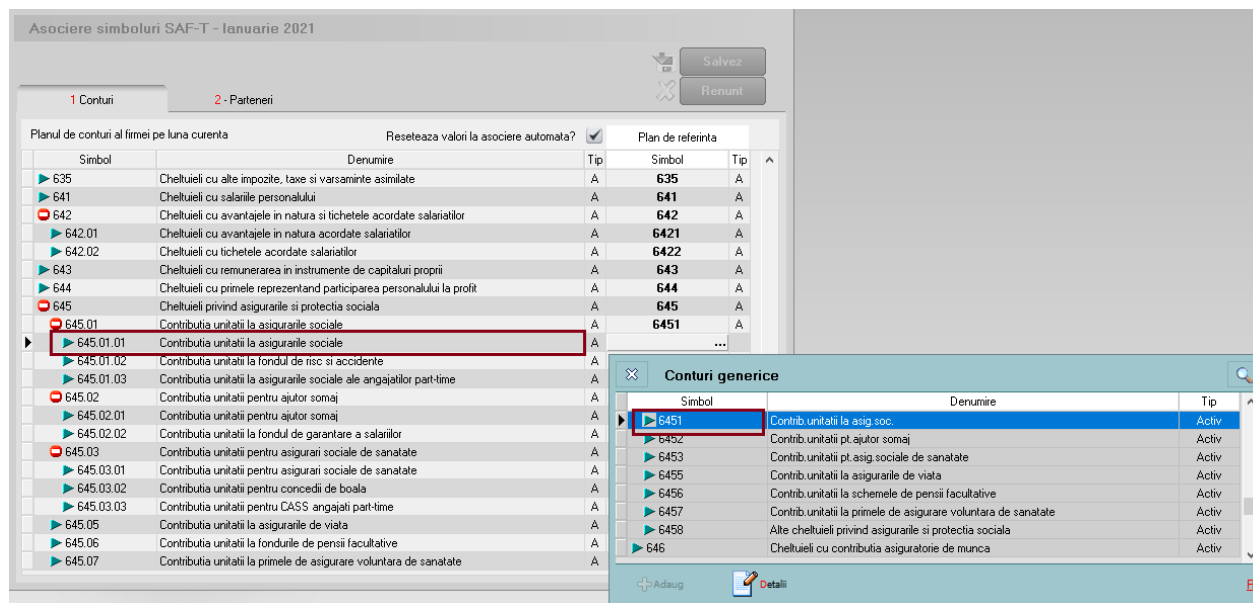 Asociere simboluri SAF-T - Ianuarie 2021
Salvez
Renunt
1 Conturi 2 - Parteneri
Planul de conturi al firmei pe luna curenta Reseteaza valori la asociere automata? Plan de referinta
Simbol Denumire Tip Simbol Tip
635 Cheltuieli cu alte impozite, taxe si varsaminte asimilate A 635 A
641 Cheltuieli cu salariile personalului A 641 A
642 Cheltuieli cu avantajele in natura si tichetele acordate salariatilor A 642 A
642.01 Cheltuieli cu avantajele in natura acordate salariatilor A 6421 A
642.02 Cheltuieli cu tichetele acordate salariatilor A 6422 A
643 Cheltuieli cu remunerarea in instrumente de capitaluri proprii A 643 A
644 Cheltuieli cu primele reprezentand participarea personalului la profit A 644 A
645 Cheltuieli privind asigurarile si protectia sociala A 645 A
645.01 Contributia unitatii la asigurarile sociale A 6451 A
645.01.01 Contributia unitatii la asigurarile sociale A ...
645.01.02 Contributia unitatii la fondul de risc si accidente A
645.01.03 Contributia unitatii la asigurarile sociale ale angajatilor part-time A
645.02 Contributia unitatii pentru ajutor somaj A
645.02.01 Contributia unitatii pentru ajutor somaj A
645.02.02 Contributia unitatii la fondul de garantare a salariilor A
645.03 Contributia unitatii pentru asigurari sociale de sanatate A
645.03.01 Contributia unitatii pentru asigurari sociale de sanatate A
645.03.02 Contributia unitatii pentru concedii de boala A
645.03.03 Contributia unitatii pentru CASS angajati part-time A
645.05 Contributia unitatii la asigurarile de viata A
645.06 Contributia unitatii la fondurile de pensii facultative A
645.07 Contributia unitatii la primele de asigurare voluntara de sanatate A
Conturi generice
Simbol Denumire Tip
6451 Contrib.unitatii la asig.soc. Activ
6452 Contrib.unitatii pt.ajutor somaj Activ
6453 Contrib.unitatii pt.asig.sociale de sanatate Activ
6455 Contrib.unitatii la asigurarile de viata Activ
6456 Contrib.unitatii la schemele de pensii facultative Activ
6457 Contrib.unitatii la primele de asigurare voluntara de sanatate Activ
6458 Alte cheltuieli privind asigurarile si protectia sociala Activ
646 Cheltuieli cu contributia asiguratorie de munca Activ
Adaug Detalii